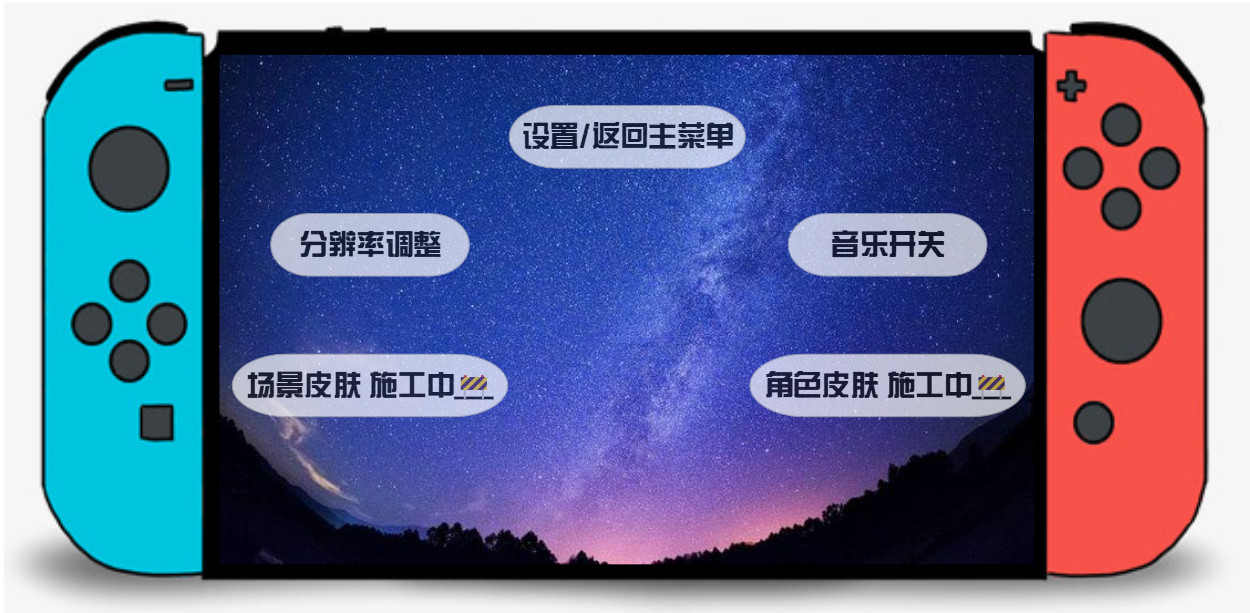 设置/返回主菜单
分辨率调整
音乐开关
场景皮肤 施工中🚧
角色皮肤 施工中🚧